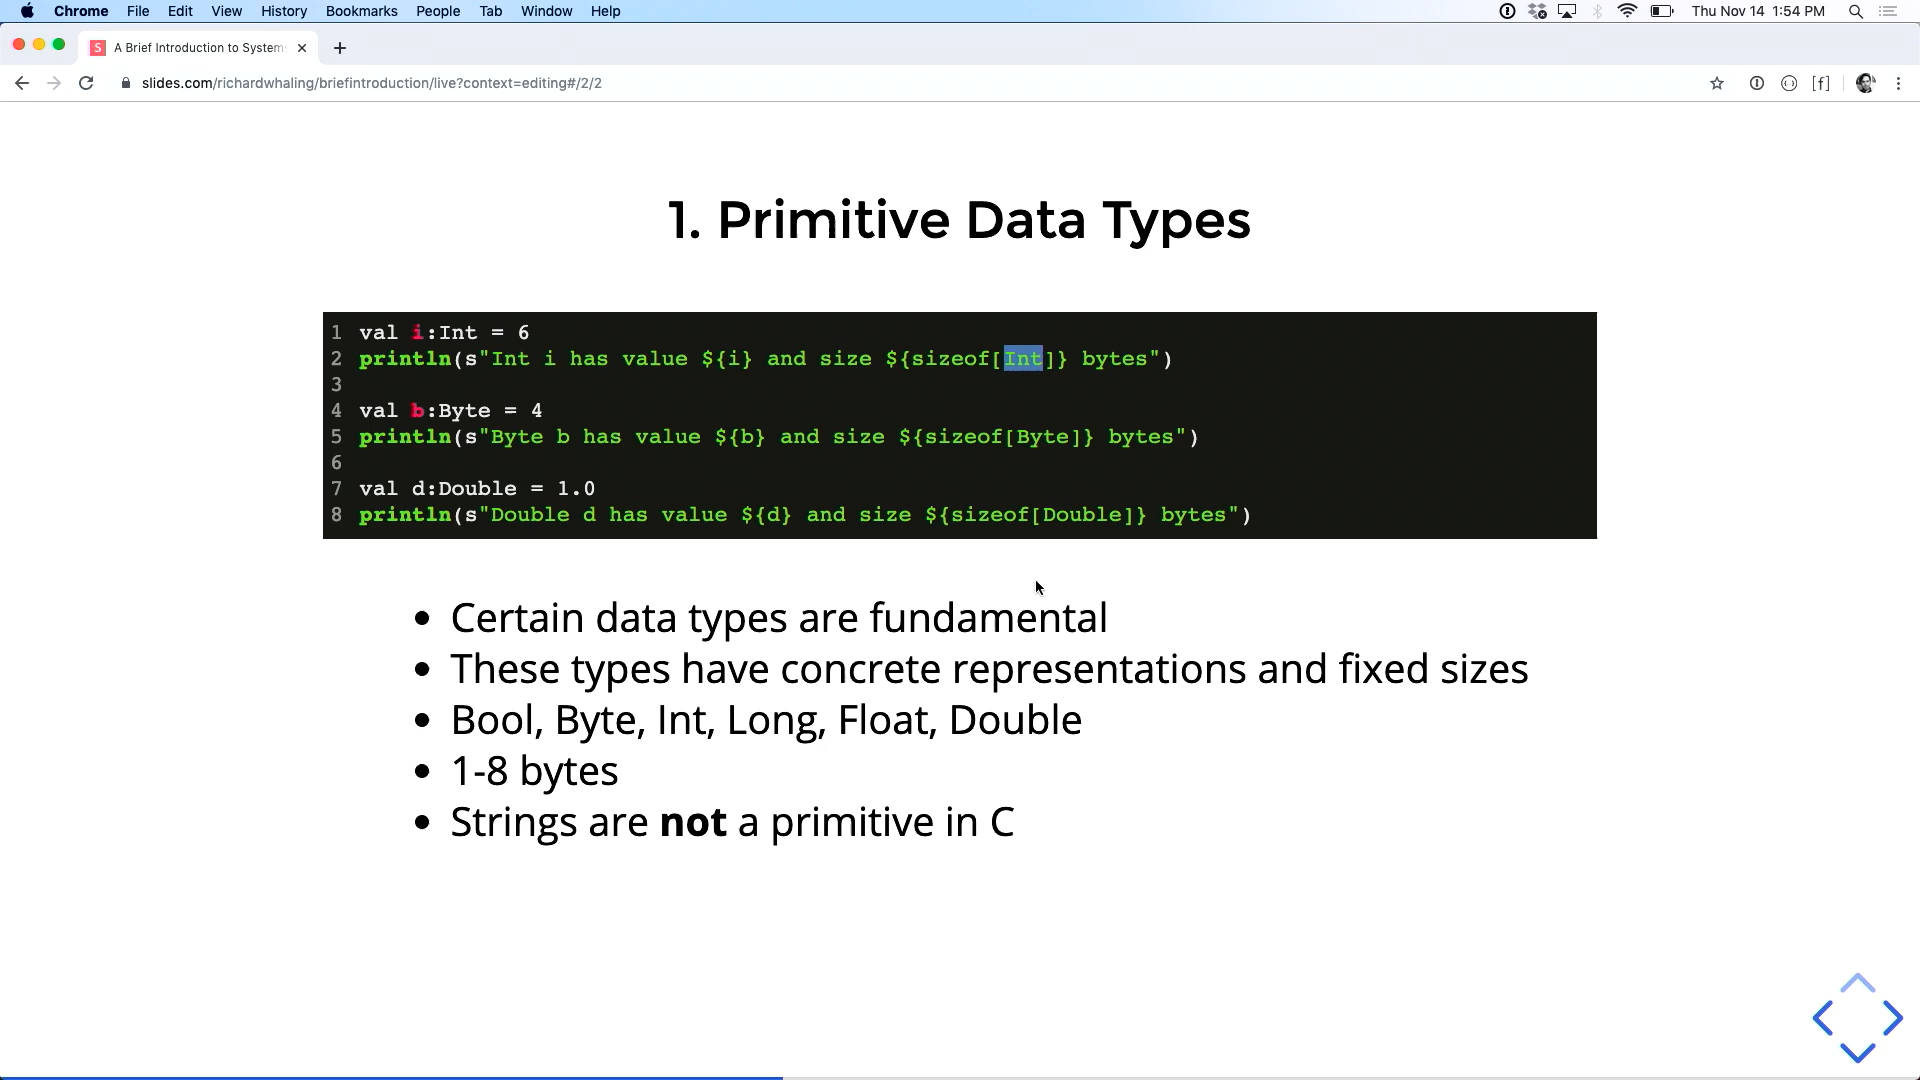 Chrome File Edit View History Bookmarks People Tab Window Help Thu Nov 14 1:54 PM
S A Brief Introduction to System
slides.com/richardwhaling/briefintroduction/live?context=editing#/2/2 [f]
1. Primitive Data Types
1 val i:Int = 6
2 println(s"Int i has value ${i} and size ${sizeof[Int]} bytes")
3
4 val b:Byte = 4
5 println(s"Byte b has value ${b} and size ${sizeof[Byte]} bytes")
6
7 val d:Double = 1.0
8 println(s"Double d has value ${d} and size ${sizeof[Double]} bytes")
• Certain data types are fundamental
• These types have concrete representations and fixed sizes
• Bool, Byte, Int, Long, Float, Double
• 1-8 bytes
• Strings are not a primitive in C